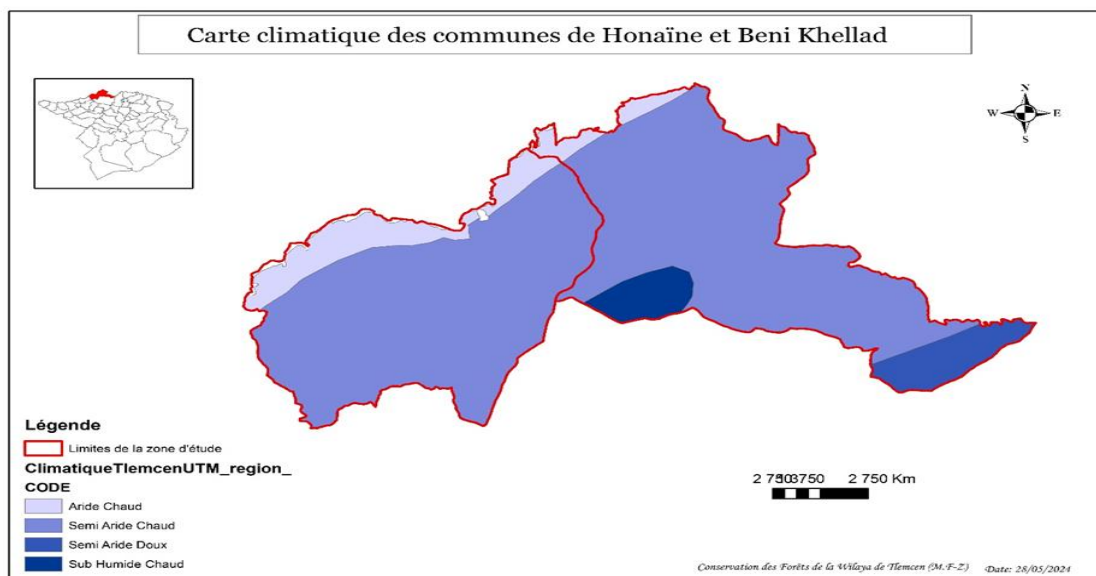 Carte climatique des communes de Honaïne et Beni Khellad
N
W
E
S
Légende
Limites de la zone d'étude
ClimatiqueTlemcenUTM_region_
CODE
Aride Chaud
Semi Aride Chaud
Semi Aride Doux
Sub Humide Chaud
2 750 Km
Conservation des Forêts de la Wilaya de Tlemcen (M.F-Z) Date: 28/05/2024